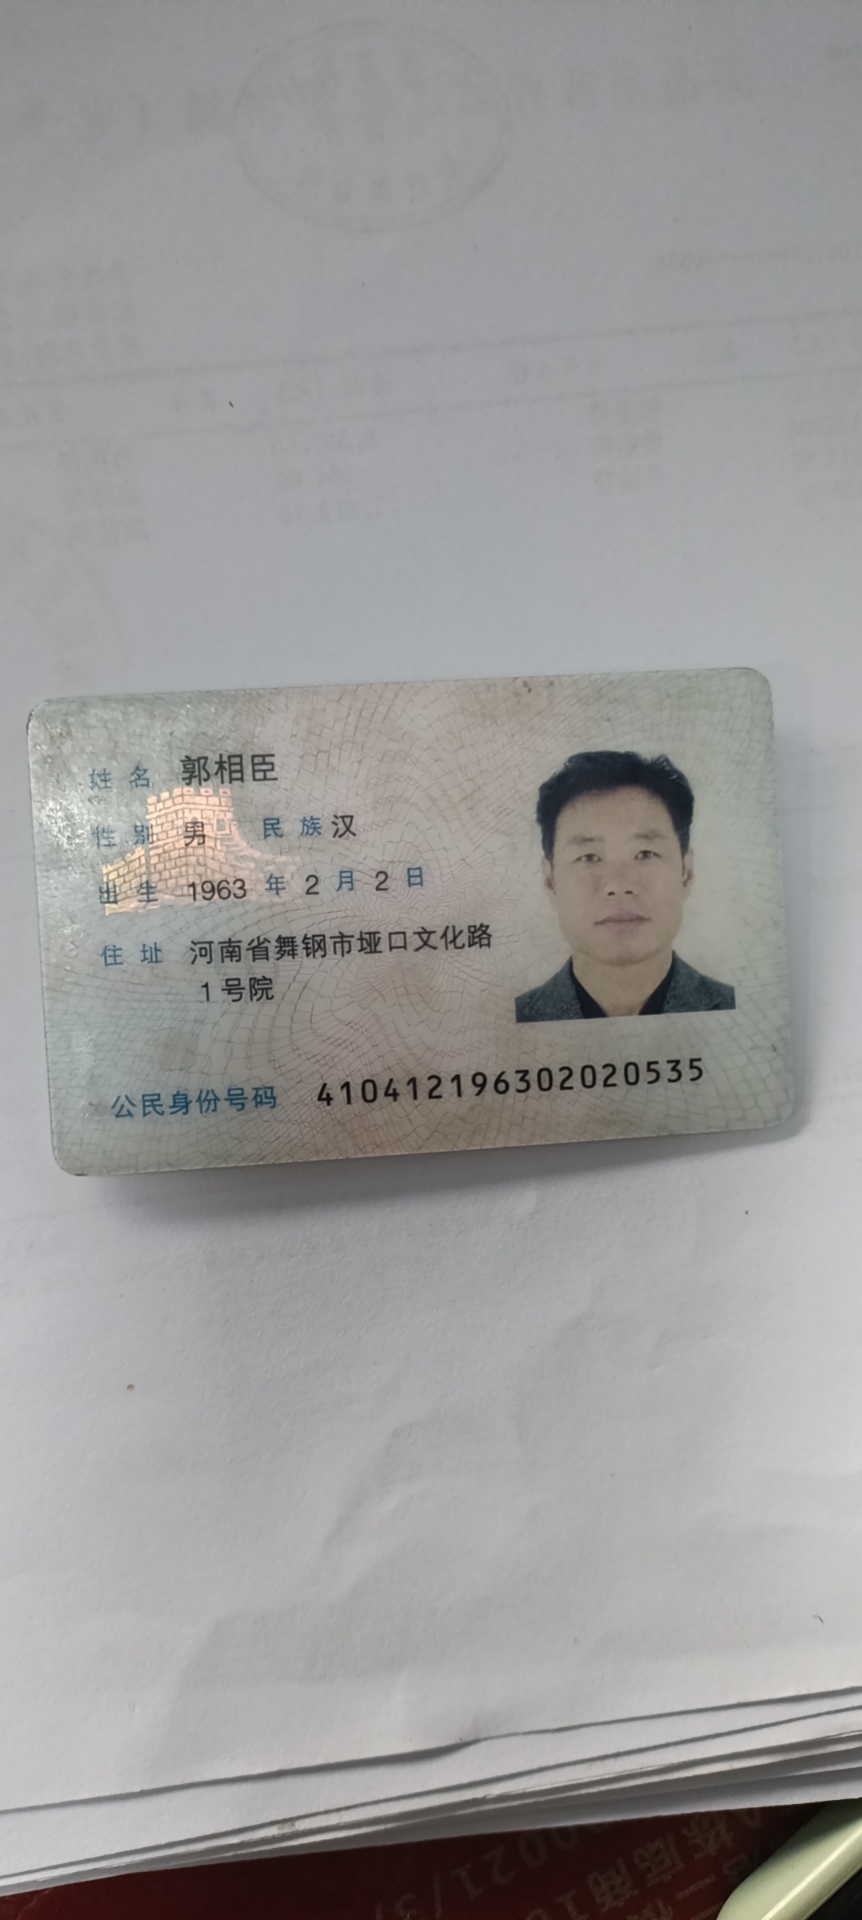 姓名 郭相臣
性别 男 民族 汉
出生 1963 年 2 月 2 日
住址 河南省舞钢市垭口文化路
1号院
公民身份号码 410412196302020535